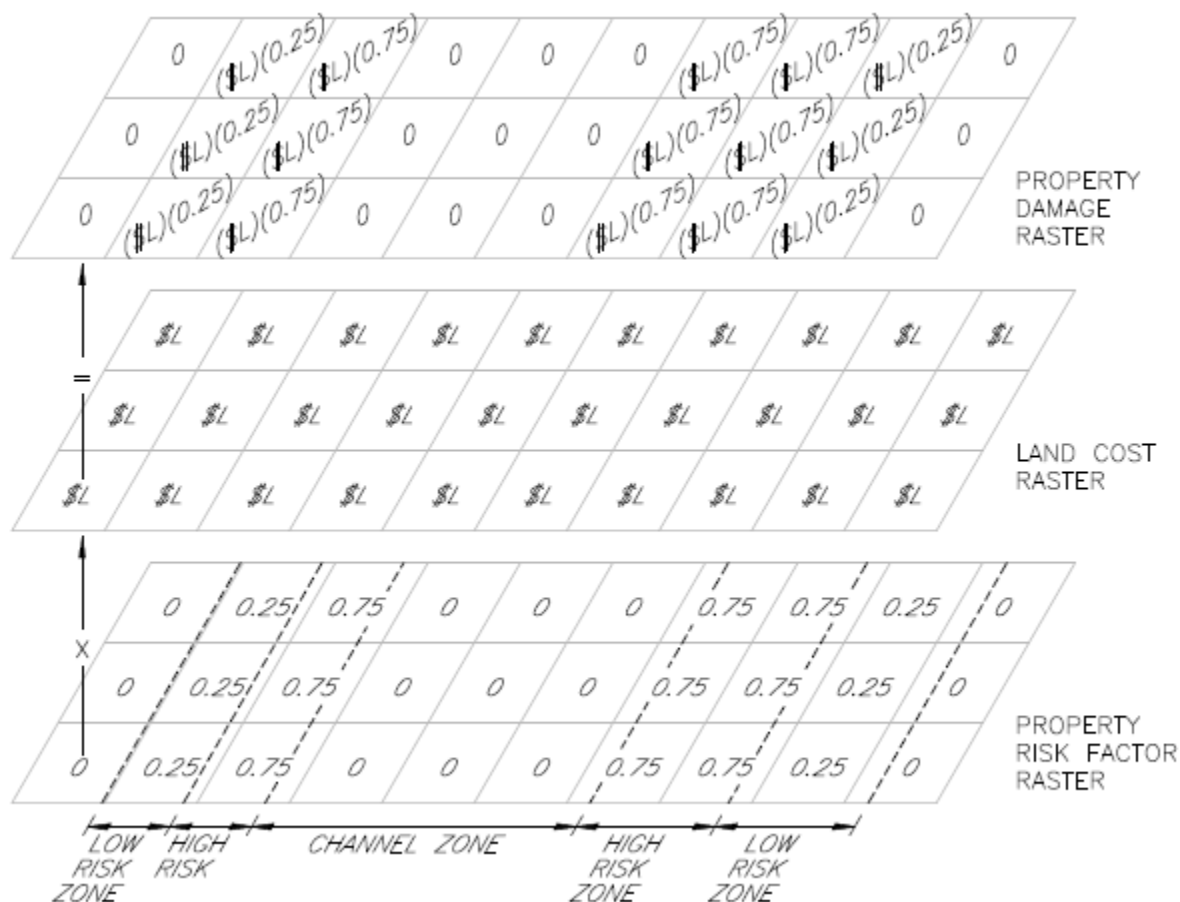 0 ($L)(0.25) ($L)(0.75) 0 0 0 ($L)(0.75) ($L)(0.75) ($L)(0.25) 0
0 ($L)(0.25) ($L)(0.75) 0 0 0 ($L)(0.75) ($L)(0.75) ($L)(0.25) 0
0 ($L)(0.25) ($L)(0.75) 0 0 0 ($L)(0.75) ($L)(0.75) ($L)(0.25) 0
PROPERTY
DAMAGE
RASTER
=
$L $L $L $L $L $L $L $L $L $L
$L $L $L $L $L $L $L $L $L $L
$L $L $L $L $L $L $L $L $L $L
LAND COST
RASTER
X
0 0.25 0.75 0 0 0 0.75 0.75 0.25 0
0 0.25 0.75 0 0 0 0.75 0.75 0.25 0
0 0.25 0.75 0 0 0 0.75 0.75 0.25 0
PROPERTY
RISK FACTOR
RASTER
LOW
RISK
ZONE
HIGH
RISK
CHANNEL ZONE
HIGH
RISK
ZONE
LOW
RISK
ZONE